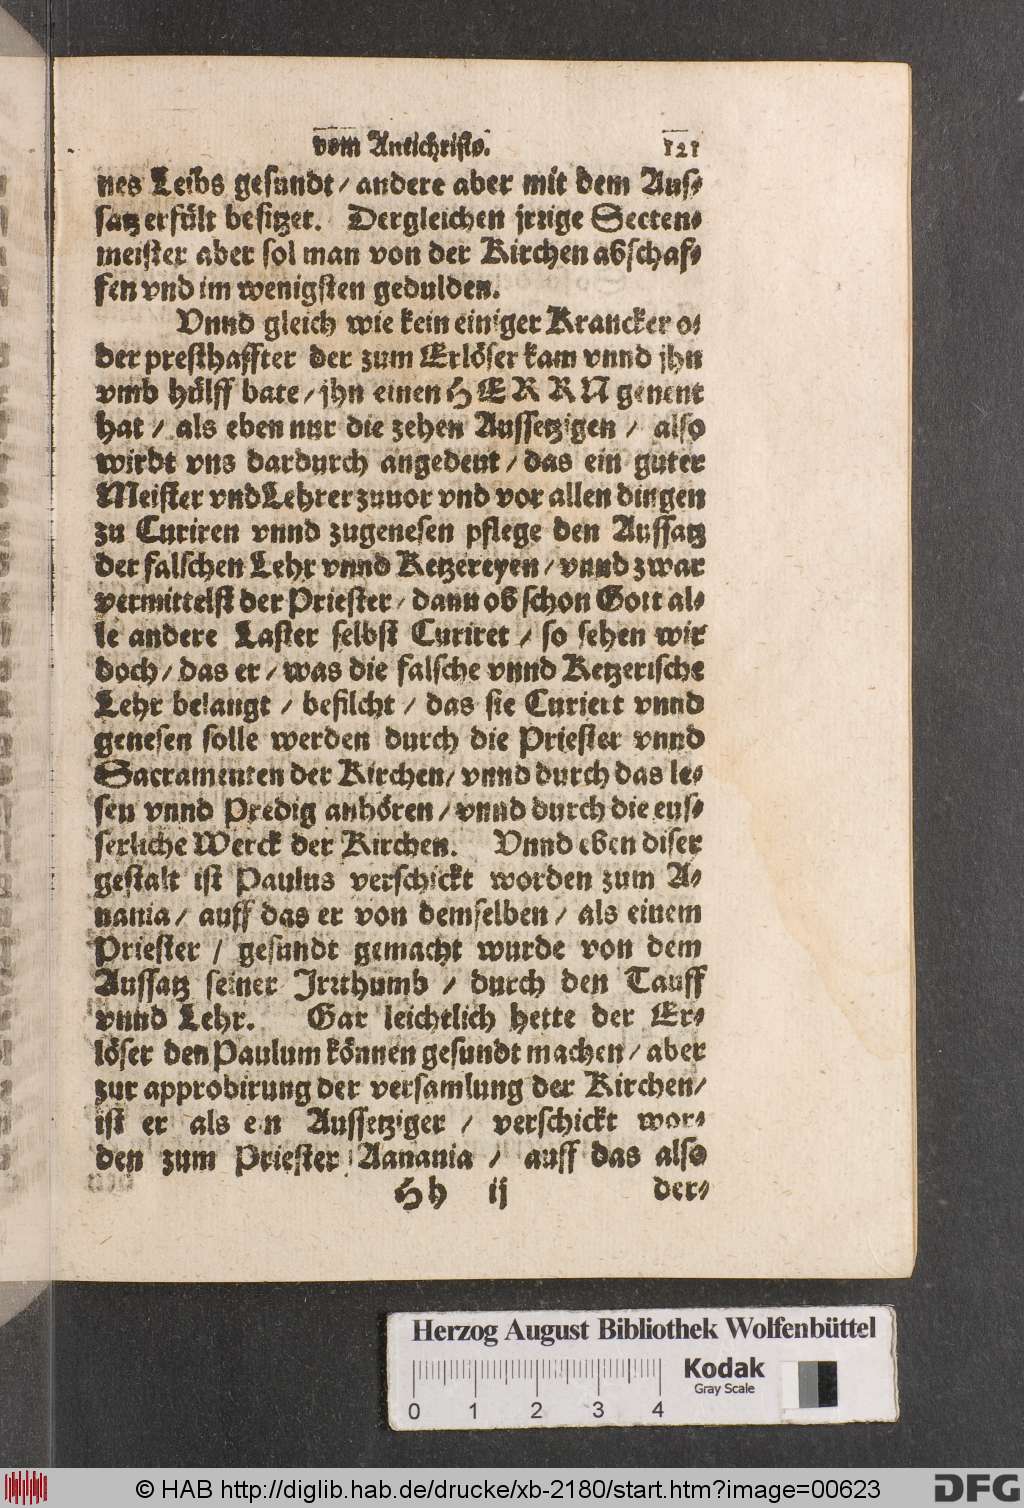 vom Antichristo. 121
nes Leibs gesundt / andere aber mit dem Aus-
satz erfült besitzet. Dergleichen jrrige Secten-
meister aber sol man von der Kirchen abschaf-
fen vnd im wenigsten gedulden.
Vnnd gleich wie kein einiger Krancker o-
der presthaffter der zum Erlöser kam vnnd jhn
vmb hülff bate / jhn einen HERRN genent
hat / als eben nur die zehen Aussetzigen / also
wirdt vns dardurch angedeut / das ein guter
Meister vnd Lehrer zuuor vnd vor allen dingen
zu Curiren vnnd zugenesen pflege den Aussatz
der falschen Lehr vnnd Ketzereyen / vnnd zwar
vermittelst der Priester / dann ob schon Gott al-
le andere Laster selbst Curiret / so sehen wir
doch / das er / was die falsche vnnd Ketzerische
Lehr belangt / befilcht / das sie Curiert vnnd
genesen solle werden durch die Priester vnnd
Sacramenten der Kirchen / vnnd durch das le-
sen vnnd Predig anhören / vnnd durch die eus-
serliche Werck der Kirchen. Vnnd eben diser
gestalt ist Paulus verschickt worden zum A-
nania / auff das er von demselben / als einem
Priester / gesundt gemacht wurde von dem
Aussatz seiner Irrthumb / durch den Tauff
vnnd Lehr. Gar leichtlich hette der Er-
löser den Paulum können gesundt machen / aber
zur approbirung der versamlung der Kirchen /
ist er als ein Aussetziger / verschickt wor-
den zum Priester Aanania / auff das also
Hh ij der-
Herzog August Bibliothek Wolfenbüttel
Kodak
Gray Scale
0 1 2 3 4
© HAB http://diglib.hab.de/drucke/xb-2180/start.htm?image=00623
DFG